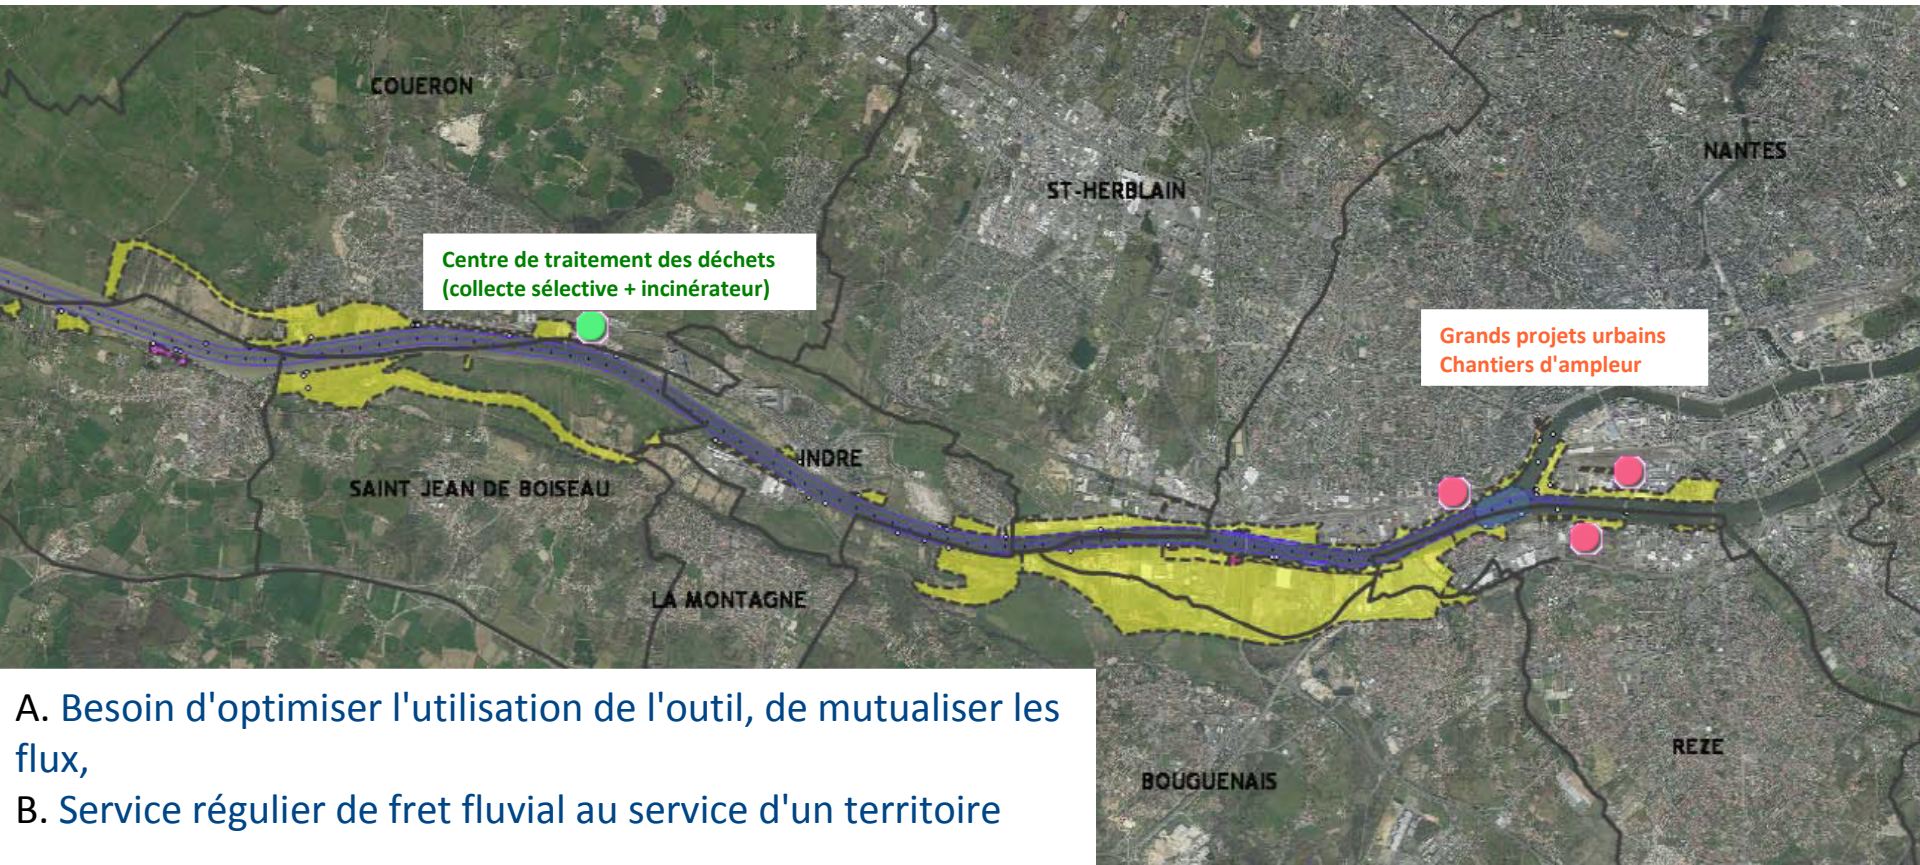 COUERON
NANTES
ST-HERBLAIN
Centre de traitement des déchets
(collecte sélective + incinérateur)
Grands projets urbains
Chantiers d'ampleur
INDRE
SAINT JEAN DE BOISEAU
LA MONTAGNE
REZE
BOUGUENAIS
A. Besoin d'optimiser l'utilisation de l'outil, de mutualiser les
flux,
B. Service régulier de fret fluvial au service d'un territoire